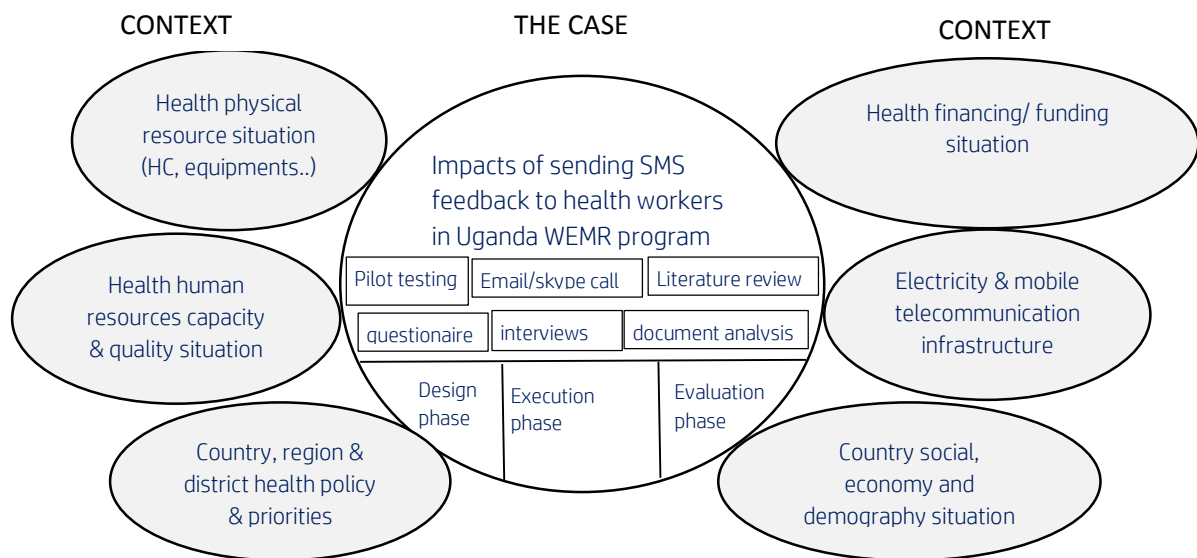 CONTEXT
THE CASE
CONTEXT
Health physical
resource situation
(HC, equipments..)
Health human
resources capacity
& quality situation
Country, region &
district health policy
& priorities
Impacts of sending SMS
feedback to health workers
in Uganda WEMR program
Pilot testing
Email/skype call
Literature review
questionaire
interviews
document analysis
Design
phase
Execution
phase
Evaluation
phase
Health financing/ funding
situation
Electricity & mobile
telecommunication
infrastructure
Country social,
economy and
demography situation